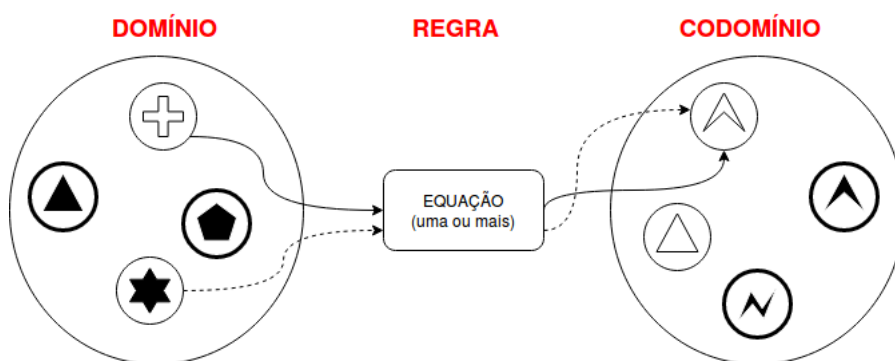 DOMÍNIO
REGRA
CODOMÍNIO
EQUAÇÃO
(uma ou mais)